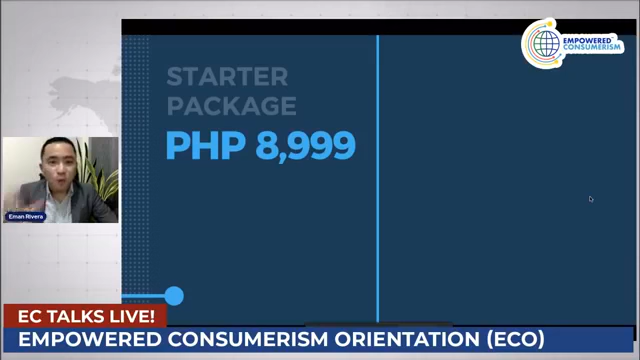 EMPOWERED
CONSUMERISM
STARTER
PACKAGE
PHP 8,999
Eman Rivera
EC TALKS LIVE!
EMPOWERED CONSUMERISM ORIENTATION (ECO)